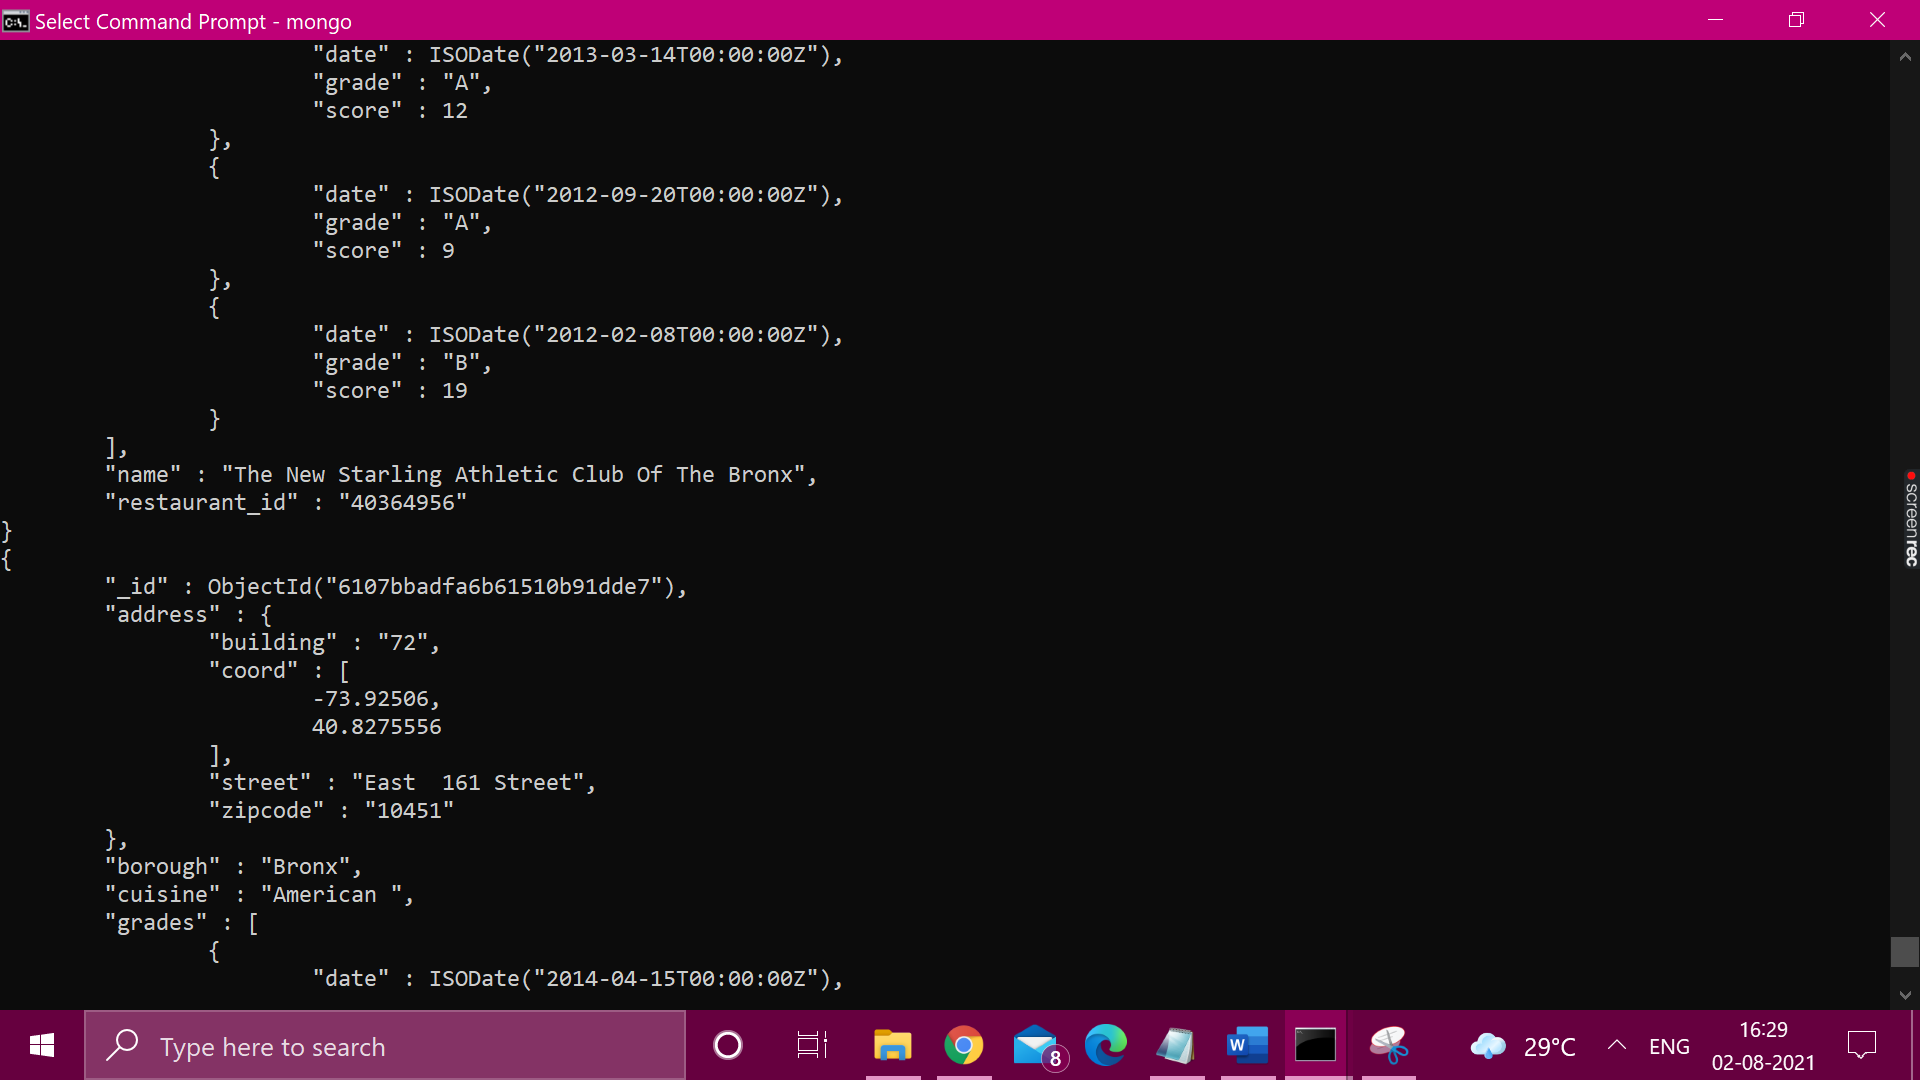 Select Command Prompt - mongo
"date" : ISODate("2013-03-14T00:00:00Z"),
"grade" : "A",
"score" : 12
},
{
"date" : ISODate("2012-09-20T00:00:00Z"),
"grade" : "A",
"score" : 9
},
{
"date" : ISODate("2012-02-08T00:00:00Z"),
"grade" : "B",
"score" : 19
}
],
"name" : "The New Starling Athletic Club Of The Bronx",
"restaurant_id" : "40364956"
}
{
"_id" : ObjectId("6107bbadfa6b61510b91dde7"),
"address" : {
"building" : "72",
"coord" : [
-73.92506,
40.8275556
],
"street" : "East  161 Street",
"zipcode" : "10451"
},
"borough" : "Bronx",
"cuisine" : "American ",
"grades" : [
{
"date" : ISODate("2014-04-15T00:00:00Z"),
screenrec
Type here to search
8
W
29°C
ENG
16:29
02-08-2021